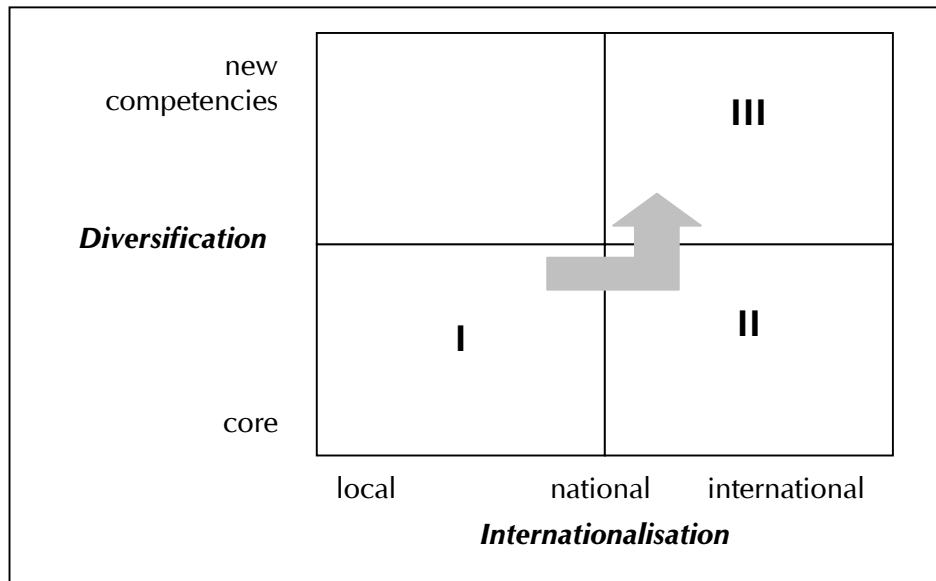 new
competencies
III
Diversification
I
II
core
local national international
Internationalisation